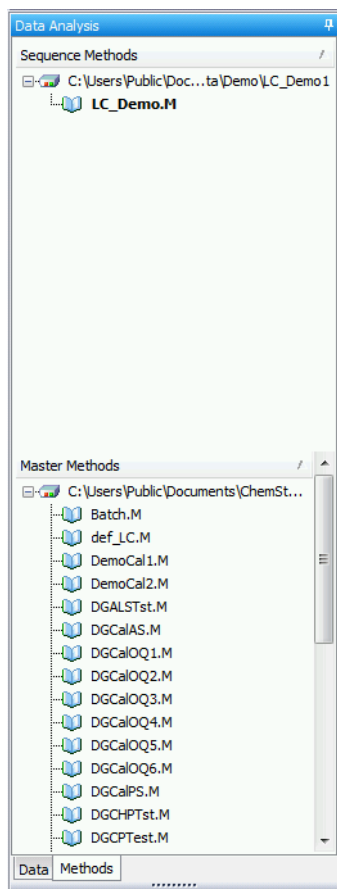 Data Analysis
Sequence Methods
C:\Users\Public\Doc...ta\Demo\LC_Demo1
LC_Demo.M
Master Methods
C:\Users\Public\Documents\ChemSt...
Batch.M
def_LC.M
DemoCal1.M
DemoCal2.M
DGALSTst.M
DGCalAS.M
DGCalOQ1.M
DGCalOQ2.M
DGCalOQ3.M
DGCalOQ4.M
DGCalOQ5.M
DGCalOQ6.M
DGCalPS.M
DGCHPTst.M
DGCPTest.M
Data Methods